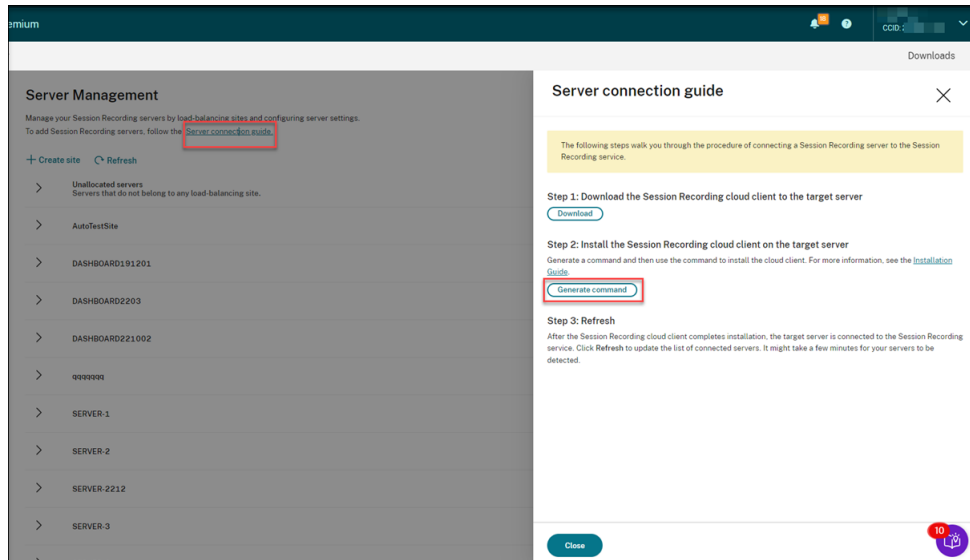 emium
CCID:
Downloads
Server Management
Manage your Session Recording servers by load-balancing sites and configuring server settings.
To add Session Recording servers, follow the Server connection guide.
Create site Refresh
Unallocated servers
Servers that do not belong to any load-balancing site.
AutoTestSite
DASHBOARD191201
DASHBOARD2203
DASHBOARD221002
qqqqqqq
SERVER-1
SERVER-2
SERVER-2212
SERVER-3
Server connection guide
The following steps walk you through the procedure of connecting a Session Recording server to the Session
Recording service.
Step 1: Download the Session Recording cloud client to the target server
Download
Step 2: Install the Session Recording cloud client on the target server
Generate a command and then use the command to install the cloud client. For more information, see the Installation
Guide.
Generate command
Step 3: Refresh
After the Session Recording cloud client completes installation, the target server is connected to the Session Recording
service. Click Refresh to update the list of connected servers. It might take a few minutes for your servers to be
detected.
Close
10